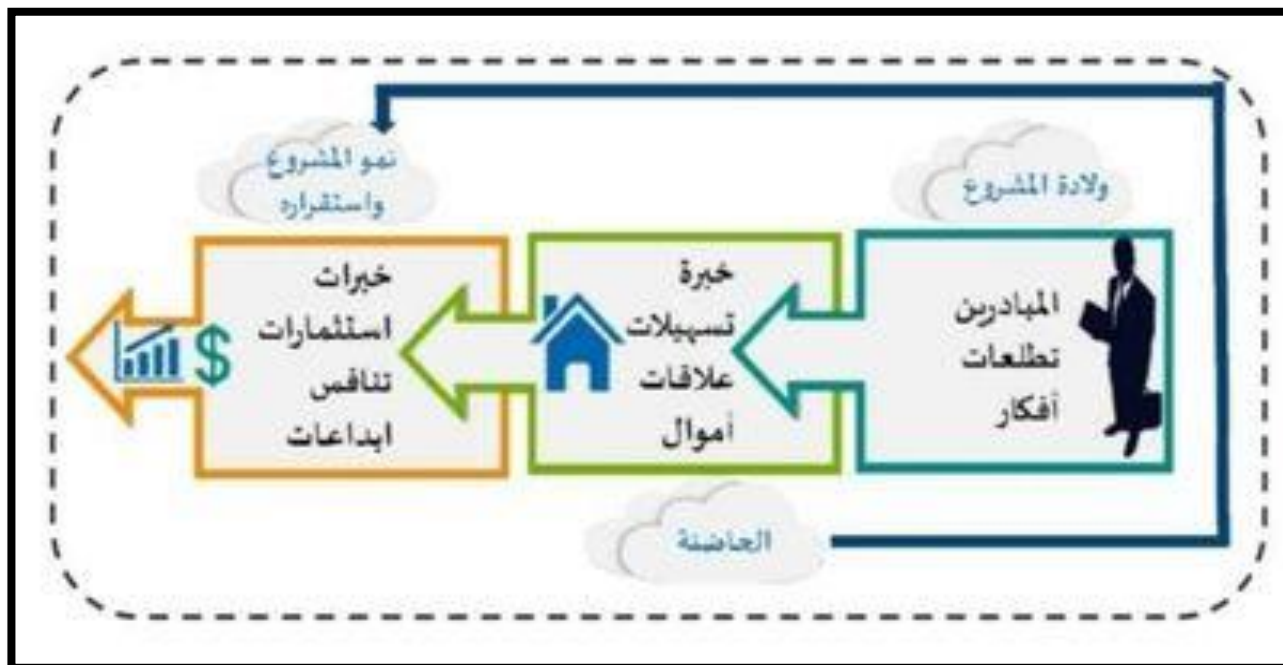 ولادة المشروع
المبادرين
تطلعات
أفكار
خبرة
تسهيلات
علاقات
أموال
الحاضنة
نمو المشروع
واستقراره
خبرات
استثمارات
تنافس
ابداعات
$